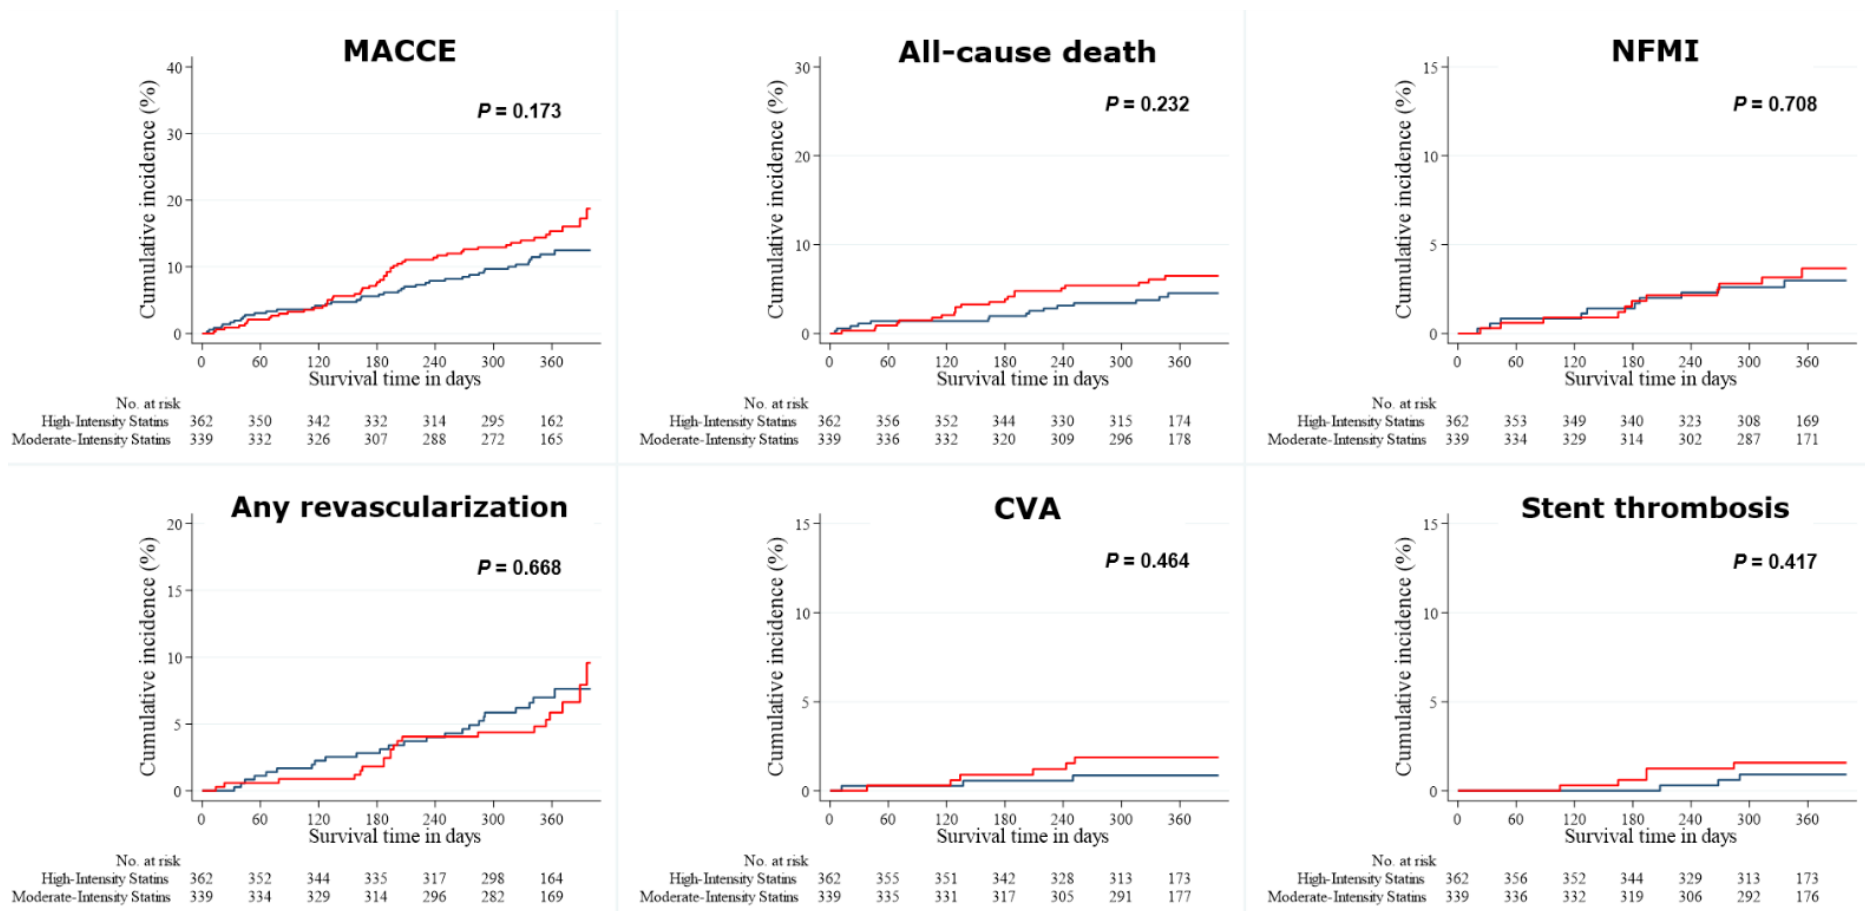 MACCE
40
30
20
10
0
Cumulative incidence (%)
P = 0.173
0 60 120 180 240 300 360
Survival time in days
No. at risk
High-Intensity Statins 362 350 342 332 314 295 162
Moderate-Intensity Statins 339 332 326 307 288 272 165
All-cause death
30
20
10
0
Cumulative incidence (%)
P = 0.232
0 60 120 180 240 300 360
Survival time in days
No. at risk
High-Intensity Statins 362 356 352 344 330 315 174
Moderate-Intensity Statins 339 336 332 320 309 296 178
NFMI
15
10
5
0
Cumulative incidence (%)
P = 0.708
0 60 120 180 240 300 360
Survival time in days
No. at risk
High-Intensity Statins 362 353 349 340 323 308 169
Moderate-Intensity Statins 339 334 329 314 302 287 171
Any revascularization
20
15
10
5
0
Cumulative incidence (%)
P = 0.668
0 60 120 180 240 300 360
Survival time in days
No. at risk
High-Intensity Statins 362 352 344 335 317 298 164
Moderate-Intensity Statins 339 334 329 314 296 282 169
CVA
15
10
5
0
Cumulative incidence (%)
P = 0.464
0 60 120 180 240 300 360
Survival time in days
No. at risk
High-Intensity Statins 362 355 351 342 328 313 173
Moderate-Intensity Statins 339 335 331 317 305 291 177
Stent thrombosis
15
10
5
0
Cumulative incidence (%)
P = 0.417
0 60 120 180 240 300 360
Survival time in days
No. at risk
High-Intensity Statins 362 356 352 344 329 313 173
Moderate-Intensity Statins 339 336 332 319 306 292 176